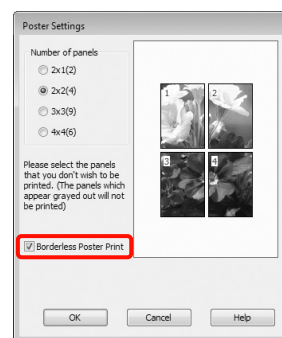 Poster Settings
Number of panels
2x1(2)
2x2(4)
3x3(9)
4x4(6)
1 2
3 4
Please select the panels
that you don't wish to be
printed. (The panels which
appear grayed out will not
be printed)
Borderless Poster Print
OK Cancel Help